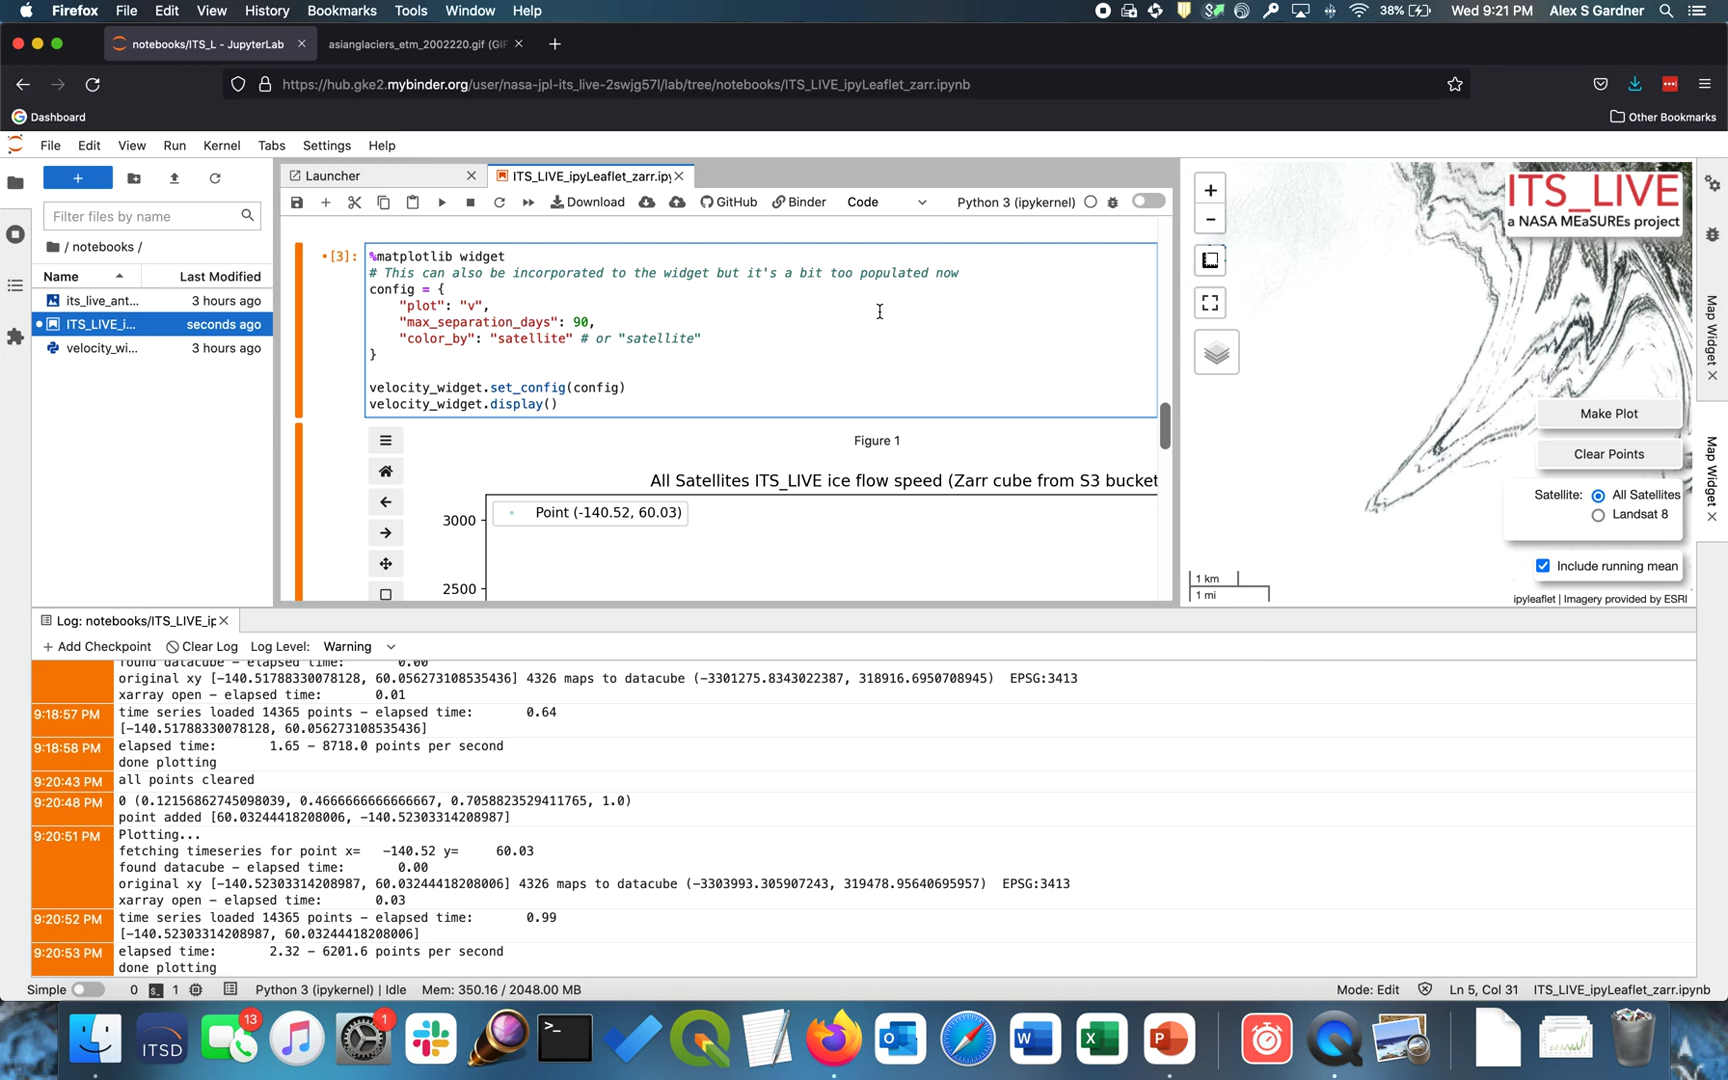 Firefox File Edit View History Bookmarks Tools Window Help 38% Wed 9:21 PM Alex S Gardner
notebooks/ITS_L - JupyterLab asianglaciers_etm_2002220.gif (GIF
https://hub.gke2.mybinder.org/user/nasa-jpl-its_live-2swjg57l/lab/tree/notebooks/ITS_LIVE_ipyLeaflet_zarr.ipynb
Dashboard Other Bookmarks
File Edit View Run Kernel Tabs Settings Help
Launcher ITS_LIVE_ipyLeaflet_zarr.ipy
Download GitHub Binder Code Python 3 (ipykernel)
Filter files by name
/ notebooks /
Name Last Modified
its_live_ant... 3 hours ago
ITS_LIVE_i... seconds ago
velocity_wi... 3 hours ago
[3]:
%matplotlib widget
# This can also be incorporated to the widget but it's a bit too populated now
config = {
"plot": "v",
"max_separation_days": 90,
"color_by": "satellite" # or "satellite"
}
velocity_widget.set_config(config)
velocity_widget.display()
Figure 1
All Satellites ITS_LIVE ice flow speed (Zarr cube from S3 bucket
Point (-140.52, 60.03)
3000
2500
+
−
ITS_LIVE
a NASA MEaSUREs project
Make Plot
Clear Points
Satellite: All Satellites
Landsat 8
Include running mean
1 km
1 mi
ipyleaflet | Imagery provided by ESRI
Map Widget
Map Widget
Log: notebooks/ITS_LIVE_ip
+ Add Checkpoint Clear Log Log Level: Warning
found datacube - elapsed time: 0.00
original xy [-140.51788330078128, 60.056273108535436] 4326 maps to datacube (-3301275.8343022387, 318916.6950708945) EPSG:3413
xarray open - elapsed time: 0.01
9:18:57 PM time series loaded 14365 points - elapsed time: 0.64
[-140.51788330078128, 60.056273108535436]
9:18:58 PM elapsed time: 1.65 - 8718.0 points per second
done plotting
9:20:43 PM all points cleared
9:20:48 PM 0 (0.12156862745098039, 0.4666666666666667, 0.7058823529411765, 1.0)
point added [60.03244418208006, -140.52303314208987]
9:20:51 PM Plotting...
fetching timeseries for point x= -140.52 y= 60.03
found datacube - elapsed time: 0.00
original xy [-140.52303314208987, 60.03244418208006] 4326 maps to datacube (-3303993.305907243, 319478.95640695957) EPSG:3413
xarray open - elapsed time: 0.03
9:20:52 PM time series loaded 14365 points - elapsed time: 0.99
[-140.52303314208987, 60.03244418208006]
9:20:53 PM elapsed time: 2.32 - 6201.6 points per second
done plotting
Simple 0 1 Python 3 (ipykernel) | Idle Mem: 350.16 / 2048.00 MB Mode: Edit Ln 5, Col 31 ITS_LIVE_ipyLeaflet_zarr.ipynb
13 1
ITSD